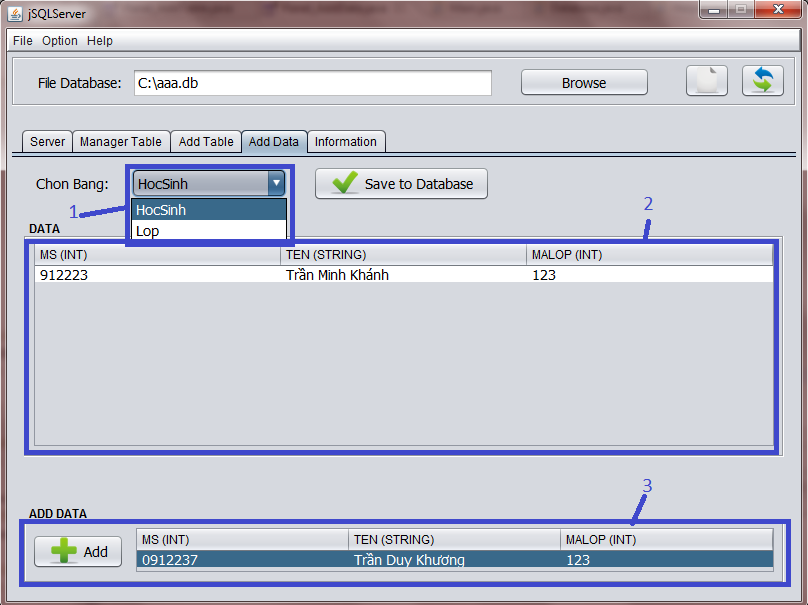 jSQLServer
File Option Help
File Database: C:\aaa.db Browse
Server Manager Table Add Table Add Data Information
Chon Bang: HocSinh Save to Database
HocSinh
Lop
1
2
DATA
MS (INT) TEN (STRING) MALOP (INT)
912223 Trần Minh Khánh 123
3
ADD DATA
Add
MS (INT) TEN (STRING) MALOP (INT)
0912237 Trần Duy Khương 123